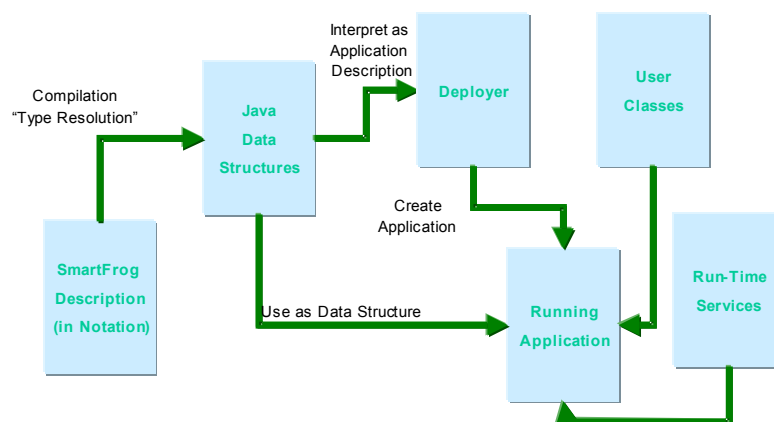 Interpret as
Application
Description
Compilation
“Type Resolution”
Java
Data
Structures
Deployer
User
Classes
Create
Application
SmartFrog
Description
(in Notation)
Use as Data Structure
Running
Application
Run-Time
Services